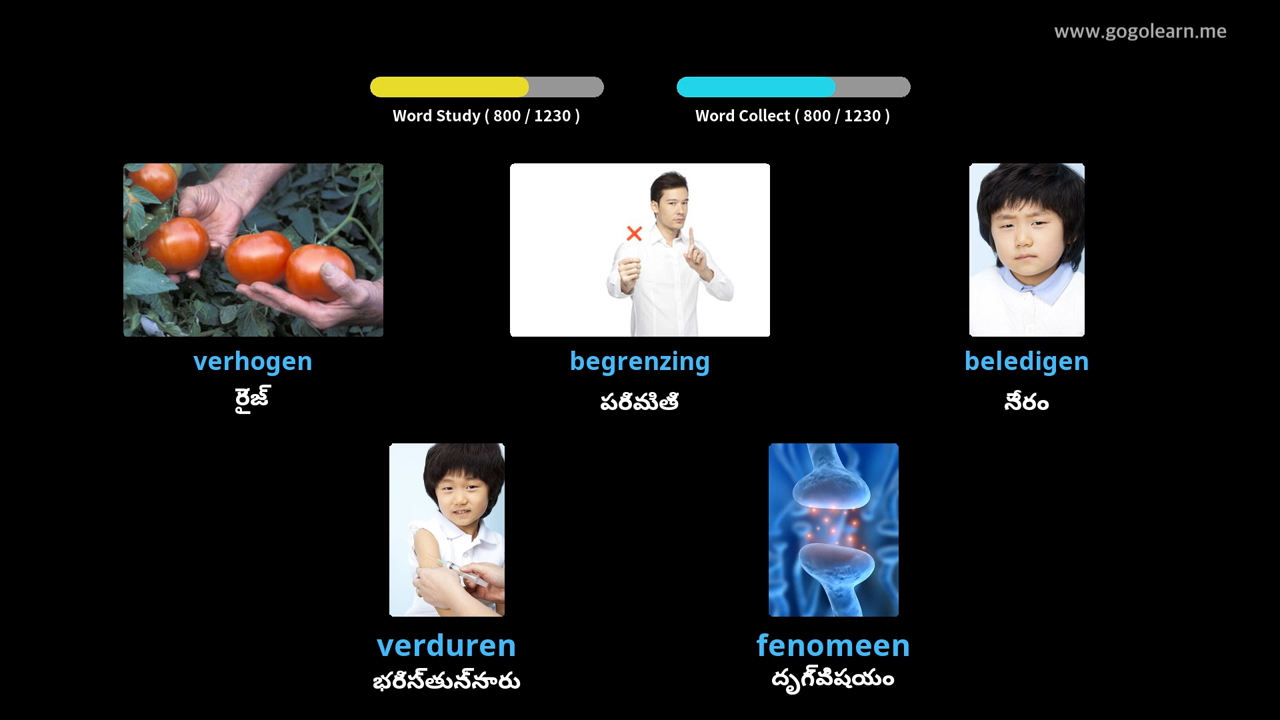 www.gogolearn.me
Word Study ( 800 / 1230 )
Word Collect ( 800 / 1230 )
verhogen
begrenzing
beledigen
రైజ్
పరిమితి
నేరం
verduren
fenomeen
భరిస్తున్నారు
దృగ్విషయం